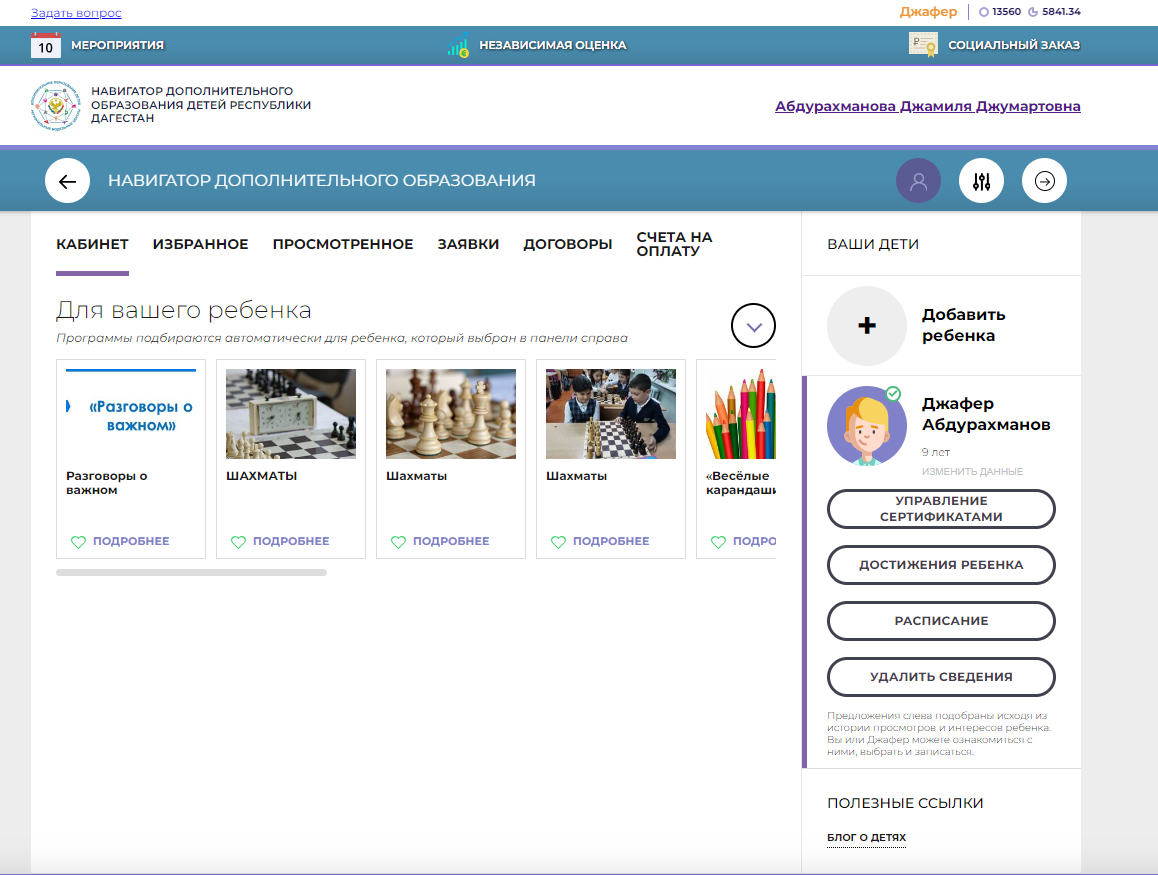 Задать вопрос
Джафер
13560
5841.34
10
МЕРОПРИЯТИЯ
НЕЗАВИСИМАЯ ОЦЕНКА
СОЦИАЛЬНЫЙ ЗАКАЗ
НАВИГАТОР ДОПОЛНИТЕЛЬНОГО
ОБРАЗОВАНИЯ ДЕТЕЙ РЕСПУБЛИКИ
ДАГЕСТАН
Абдурахманова Джамиля Джумартовна
НАВИГАТОР ДОПОЛНИТЕЛЬНОГО ОБРАЗОВАНИЯ
КАБИНЕТ
ИЗБРАННОЕ
ПРОСМОТРЕННОЕ
ЗАЯВКИ
ДОГОВОРЫ
СЧЕТА НА
ОПЛАТУ
Для вашего ребенка
Программы подбираются автоматически для ребенка, который выбран в панели справа
«Разговоры о
важном»
Разговоры о
важном
ПОДРОБНЕЕ
ШАХМАТЫ
ПОДРОБНЕЕ
Шахматы
ПОДРОБНЕЕ
Шахматы
ПОДРОБНЕЕ
«Весёлые
карандаши
ПОДРО
ВАШИ ДЕТИ
Добавить
ребенка
Джафер
Абдурахманов
9 лет
ИЗМЕНИТЬ ДАННЫЕ
УПРАВЛЕНИЕ
СЕРТИФИКАТАМИ
ДОСТИЖЕНИЯ РЕБЕНКА
РАСПИСАНИЕ
УДАЛИТЬ СВЕДЕНИЯ
Предложения слева подобраны исходя из
истории просмотров и интересов ребенка.
Вы или Джафер можете ознакомиться с
ними, выбрать и записаться.
ПОЛЕЗНЫЕ ССЫЛКИ
БЛОГ О ДЕТЯХ